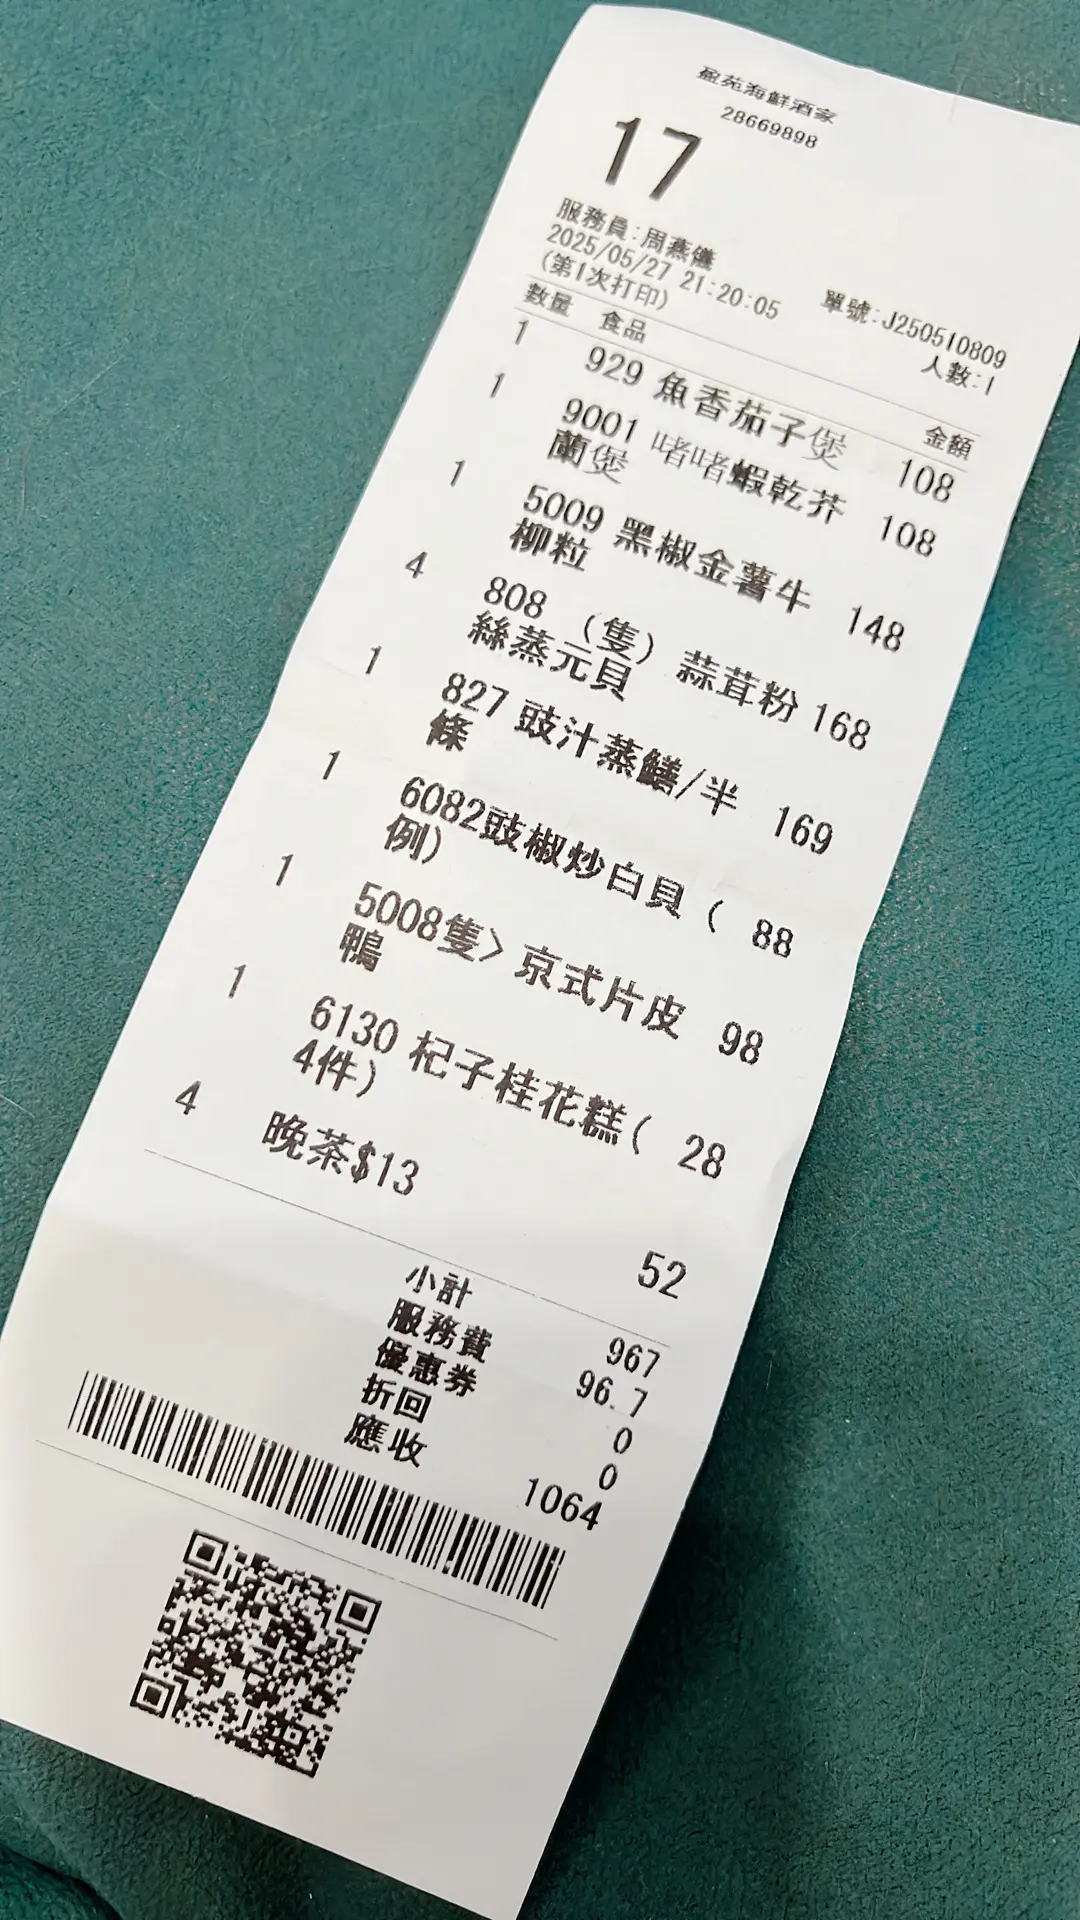 盈苑海鮮酒家
28669898
17
服務員:周燕儀
2025/05/27 21:20:05 單號:J250510809
(第1次打印) 人數:1
數量 食品 金額
1 929 魚香茄子煲 108
1 9001 啫啫蝦乾芥 108
蘭煲
1 5009 黑椒金薯牛 148
柳粒
4 808 (隻) 蒜茸粉 168
絲蒸元貝
1 827 豉汁蒸鱔/半 169
條
1 6082豉椒炒白貝( 88
例)
1 5008隻>京式片皮 98
鴨
1 6130 杞子桂花糕( 28
4件)
4 晚茶$13 52
小計 967
服務費 96.7
優惠券 0
折回 0
應收 1064